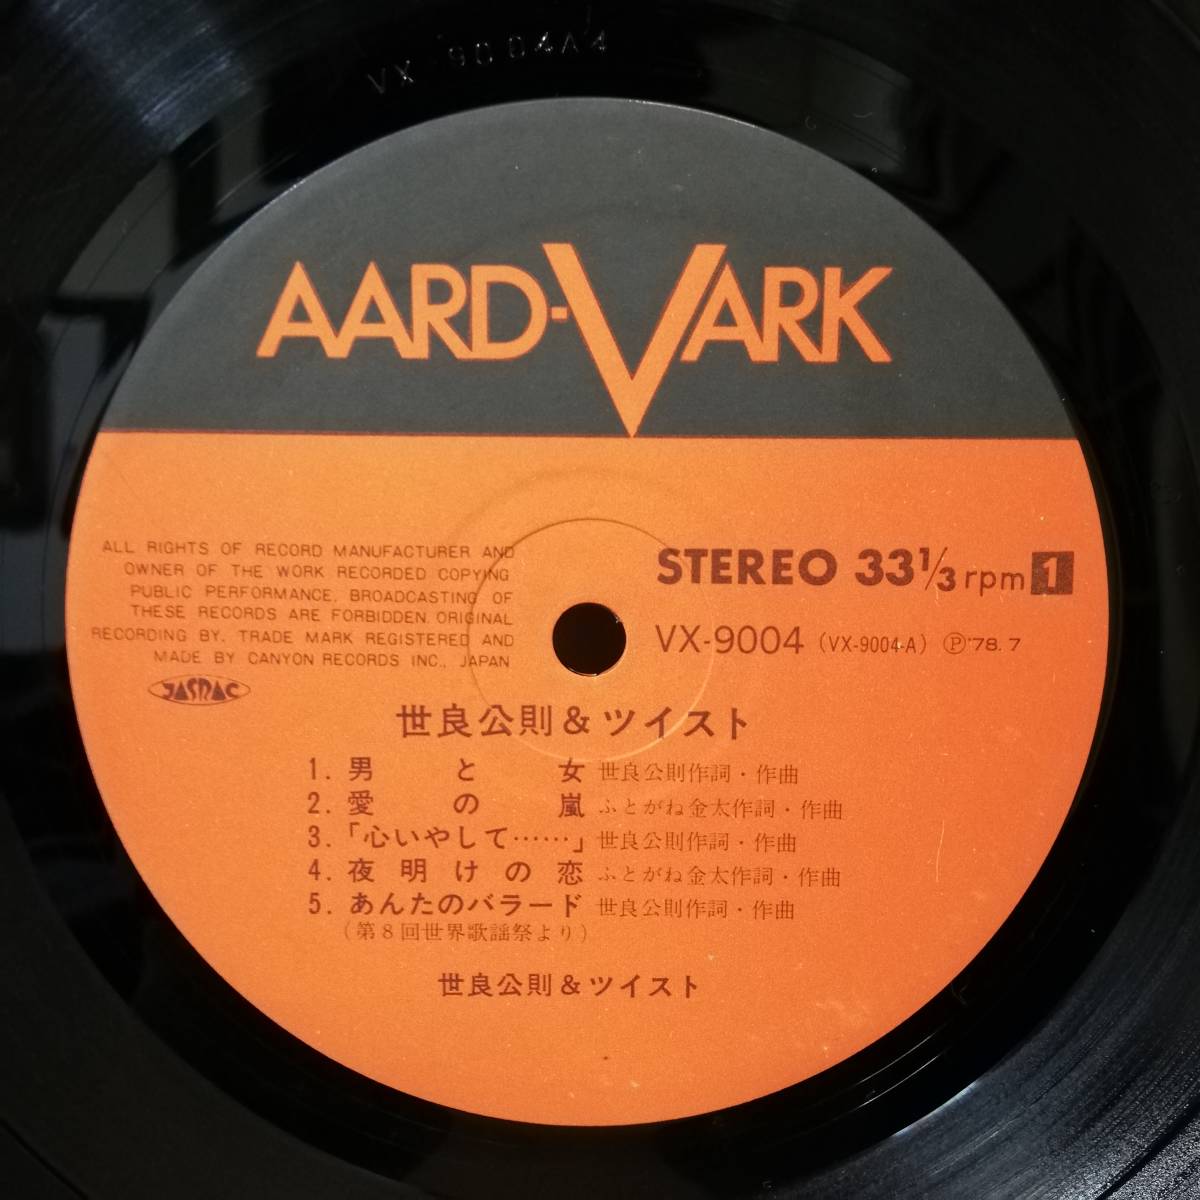 VX 9004A4
AARD-VARK
ALL RIGHTS OF RECORD MANUFACTURER AND
OWNER OF THE WORK RECORDED COPYING
PUBLIC PERFORMANCE, BROADCASTING OF
THESE RECORDS ARE FORBIDDEN. ORIGINAL
RECORDING BY, TRADE MARK REGISTERED AND
MADE BY CANYON RECORDS INC., JAPAN
JASRAC
STEREO 33 1/3 rpm 1
VX-9004 (VX-9004-A) Ⓟ'78.7
世良公則&ツイスト
1. 男と女 世良公則作詞・作曲
2. 愛の嵐 ふとがね金太作詞・作曲
3.「心いやして……」 世良公則作詞・作曲
4. 夜明けの恋 ふとがね金太作詞・作曲
5. あんたのバラード 世良公則作詞・作曲
(第8回世界歌謡祭より)
世良公則&ツイスト